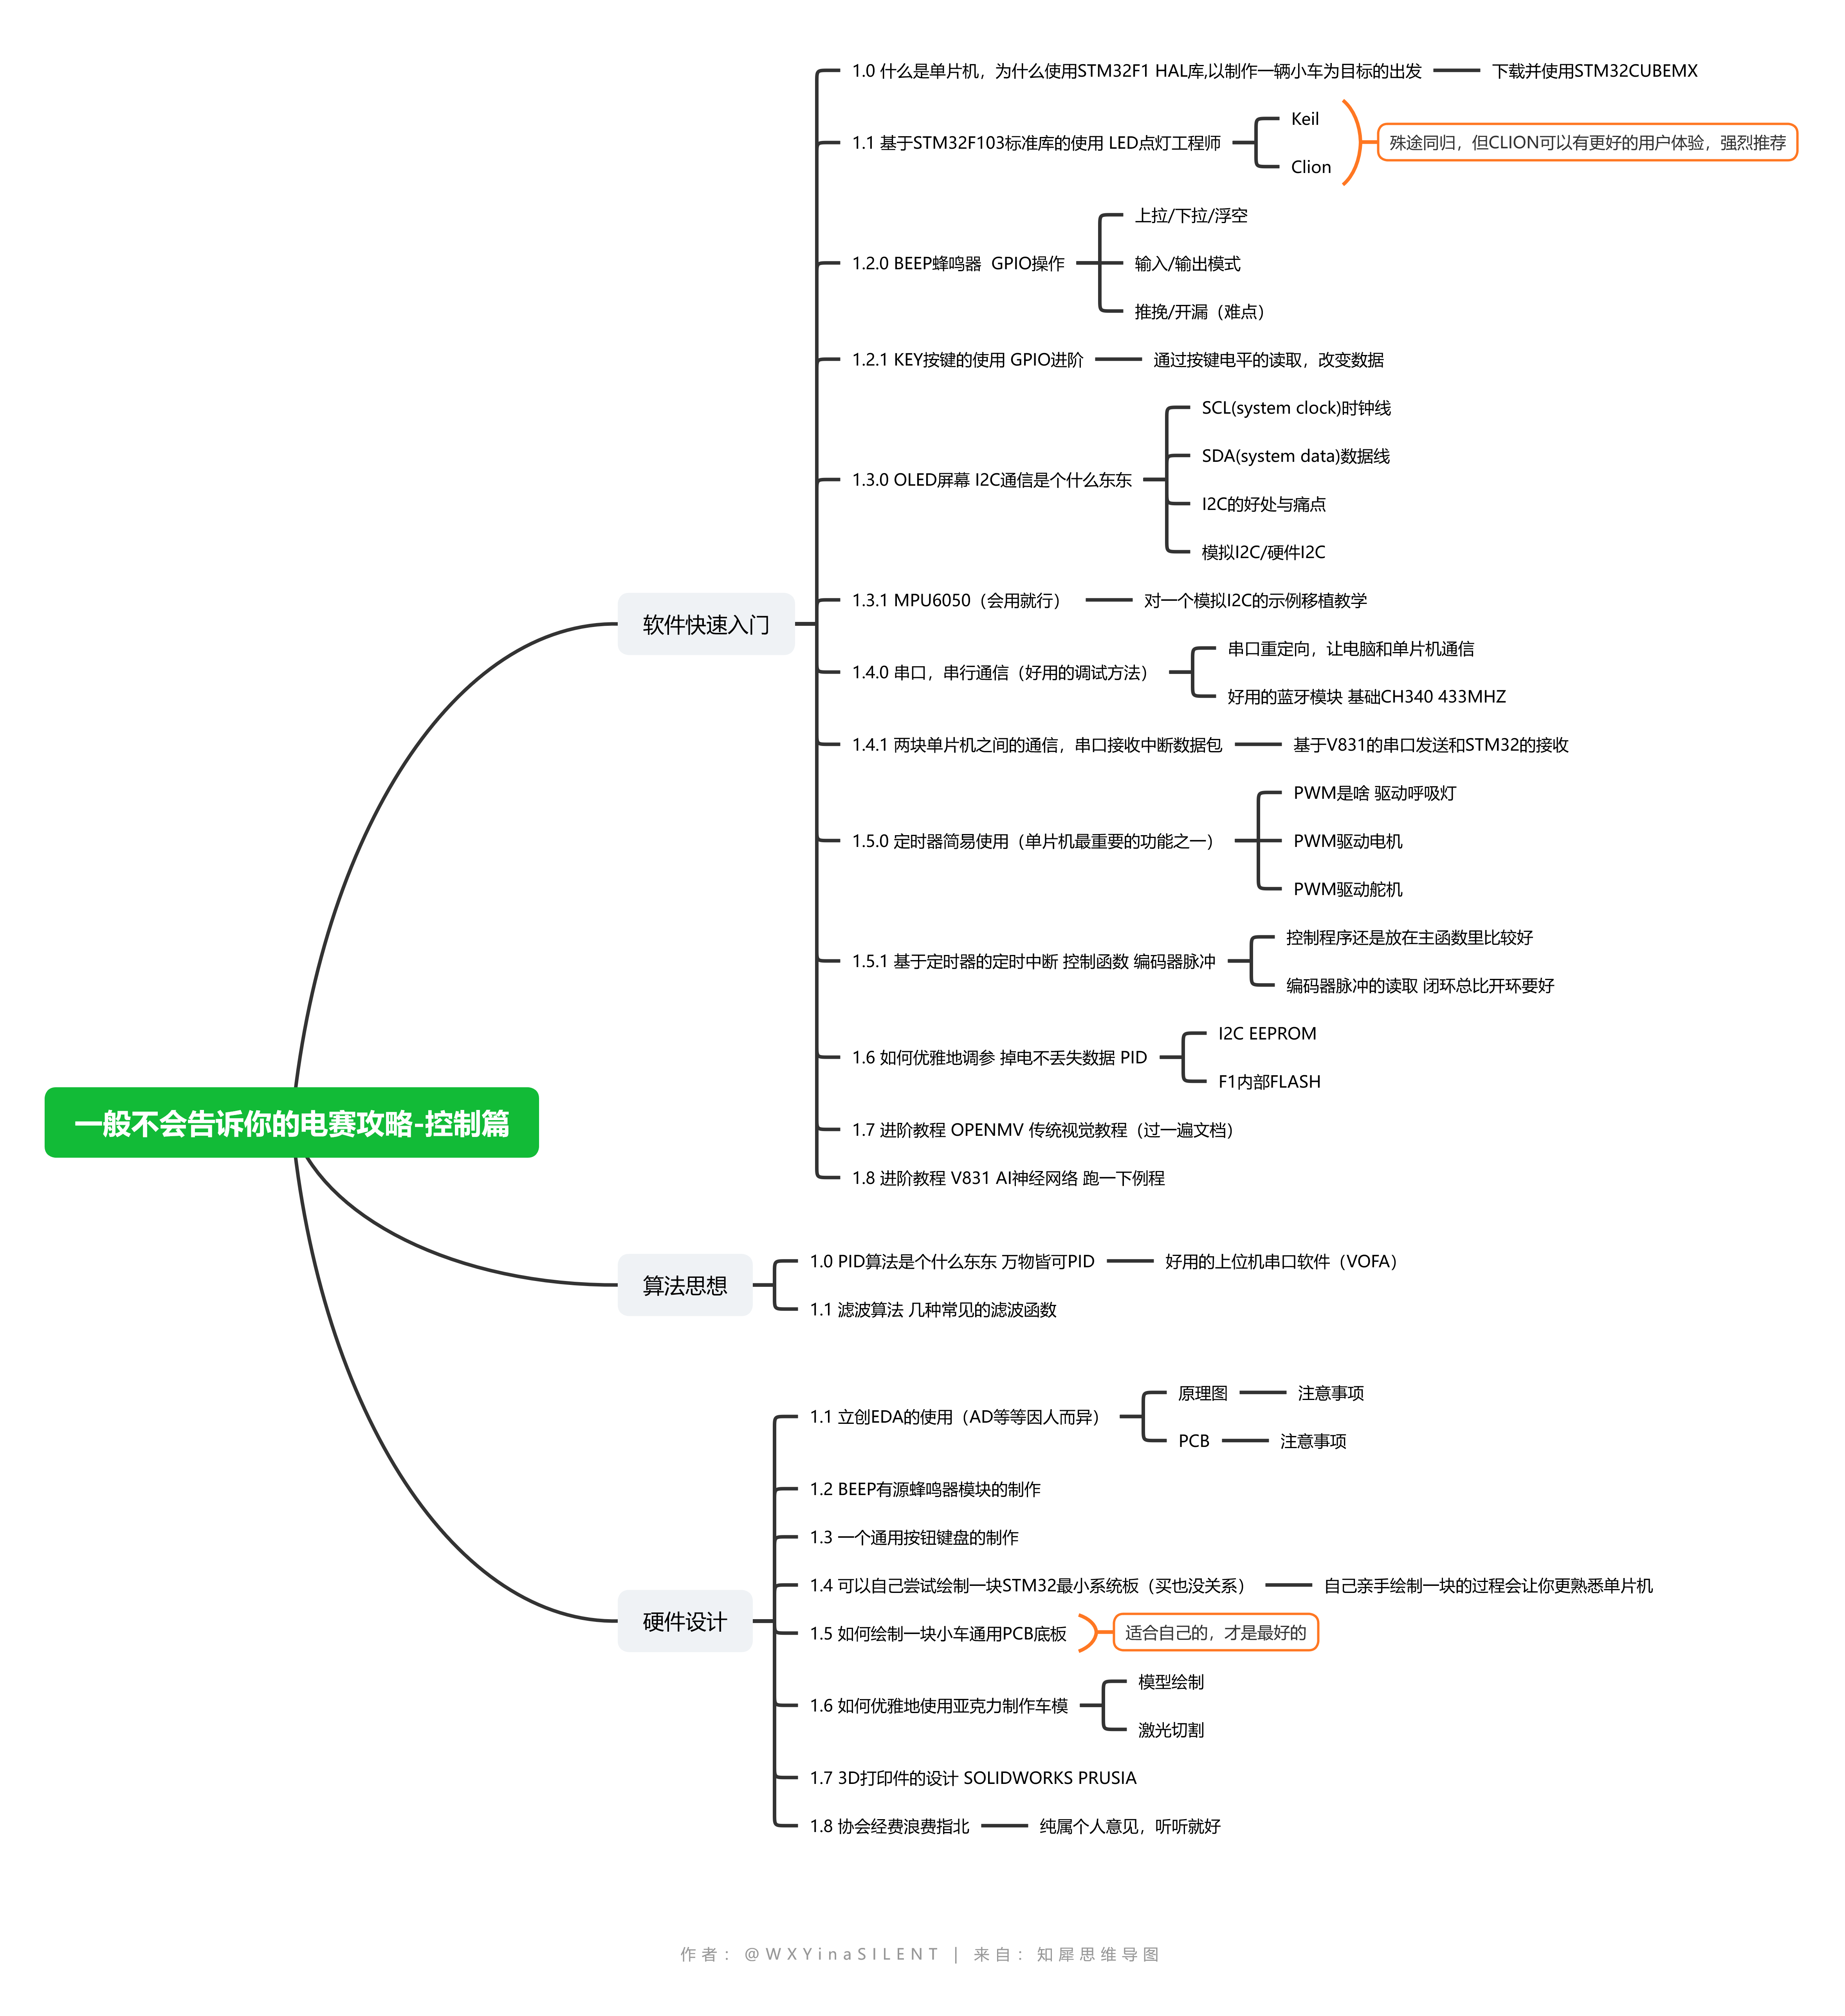 一般不会告诉你的电赛攻略-控制篇
软件快速入门
1.0 什么是单片机，为什么使用STM32F1 HAL库,以制作一辆小车为目标的出发
下载并使用STM32CUBEMX
1.1 基于STM32F103标准库的使用 LED点灯工程师
Keil
Clion
殊途同归，但CLION可以有更好的用户体验，强烈推荐
1.2.0 BEEP蜂鸣器  GPIO操作
上拉/下拉/浮空
输入/输出模式
推挽/开漏（难点）
1.2.1 KEY按键的使用 GPIO进阶
通过按键电平的读取，改变数据
1.3.0 OLED屏幕 I2C通信是个什么东东
SCL(system clock)时钟线
SDA(system data)数据线
I2C的好处与痛点
模拟I2C/硬件I2C
1.3.1 MPU6050（会用就行）
对一个模拟I2C的示例移植教学
1.4.0 串口，串行通信（好用的调试方法）
串口重定向，让电脑和单片机通信
好用的蓝牙模块 基础CH340 433MHZ
1.4.1 两块单片机之间的通信，串口接收中断数据包
基于V831的串口发送和STM32的接收
1.5.0 定时器简易使用（单片机最重要的功能之一）
PWM是啥 驱动呼吸灯
PWM驱动电机
PWM驱动舵机
1.5.1 基于定时器的定时中断 控制函数 编码器脉冲
控制程序还是放在主函数里比较好
编码器脉冲的读取 闭环总比开环要好
1.6 如何优雅地调参 掉电不丢失数据 PID
I2C EEPROM
F1内部FLASH
1.7 进阶教程 OPENMV 传统视觉教程（过一遍文档）
1.8 进阶教程 V831 AI神经网络 跑一下例程
算法思想
1.0 PID算法是个什么东东 万物皆可PID
好用的上位机串口软件（VOFA）
1.1 滤波算法 几种常见的滤波函数
硬件设计
1.1 立创EDA的使用（AD等等因人而异）
原理图
注意事项
PCB
注意事项
1.2 BEEP有源蜂鸣器模块的制作
1.3 一个通用按钮键盘的制作
1.4 可以自己尝试绘制一块STM32最小系统板（买也没关系）
自己亲手绘制一块的过程会让你更熟悉单片机
1.5 如何绘制一块小车通用PCB底板
适合自己的，才是最好的
1.6 如何优雅地使用亚克力制作车模
模型绘制
激光切割
1.7 3D打印件的设计 SOLIDWORKS PRUSIA
1.8 协会经费浪费指北
纯属个人意见，听听就好
作者：@WXYinaSILENT | 来自：知犀思维导图